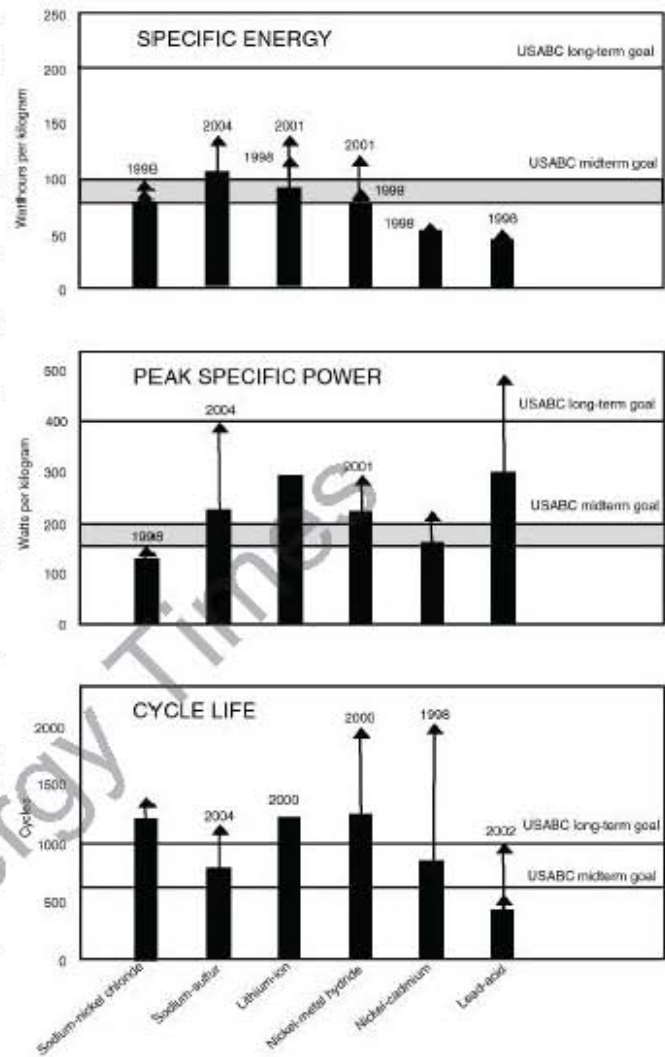 250
SPECIFIC ENERGY
USABC long-term goal
200
Watthours per kilogram
150
2004
2001
1998
2001
1998
USABC midterm goal
100
1998
50
1998
1998
0
500
PEAK SPECIFIC POWER
USABC long-term goal
2004
400
Watts per kilogram
300
2001
USABC midterm goal
200
1998
100
0
CYCLE LIFE
2000
2000
1998
1500
Cycles
2004
2000
USABC long-term goal
1000
2002
USABC midterm goal
500
0
Sodium-nickel chloride
Sodium-sulfur
Lithium-ion
Nickel-metal hydride
Nickel-cadmium
Lead-acid
ergy Times